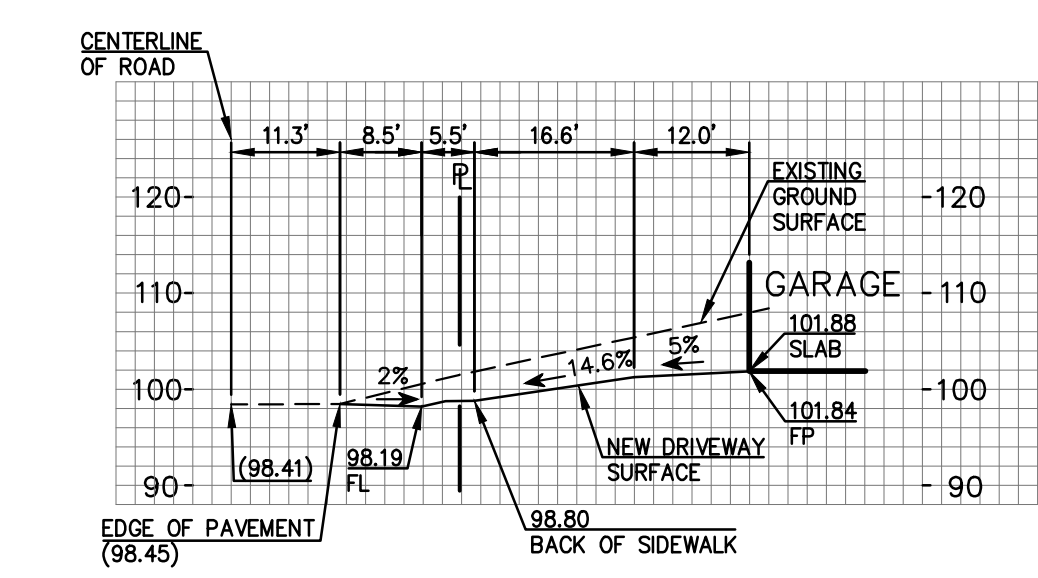 CENTERLINE
OF ROAD
11.3'
8.5'
5.5'
16.6'
12.0'
PL
EXISTING
GROUND
SURFACE
120-
-120
110-
-110
GARAGE
101.88
SLAB
5%
14.6%
2%
100-
-100
101.84
FP
98.19
FL
(98.41)
NEW DRIVEWAY
SURFACE
90-
-90
EDGE OF PAVEMENT
(98.45)
98.80
BACK OF SIDEWALK